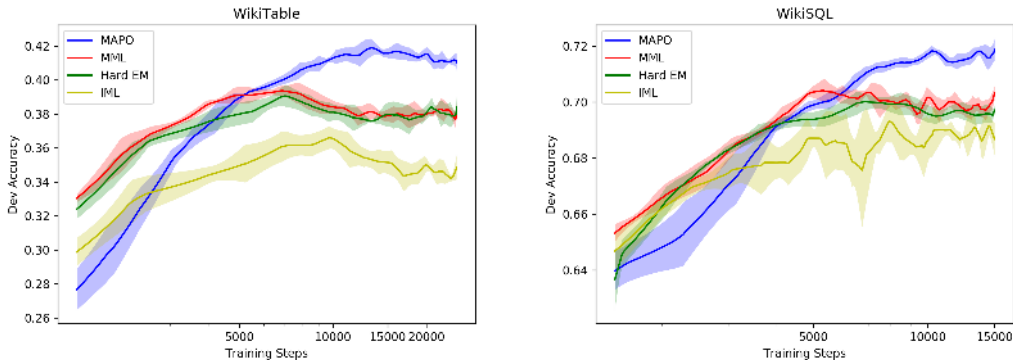 WikiTable
MAPO
MML
Hard EM
IML
0.42
0.40
0.38
0.36
0.34
0.32
0.30
0.28
0.26
Dev Accuracy
5000
10000
15000
20000
Training Steps
WikiSQL
MAPO
MML
Hard EM
IML
0.72
0.70
0.68
0.66
0.64
Dev Accuracy
5000
10000
15000
Training Steps